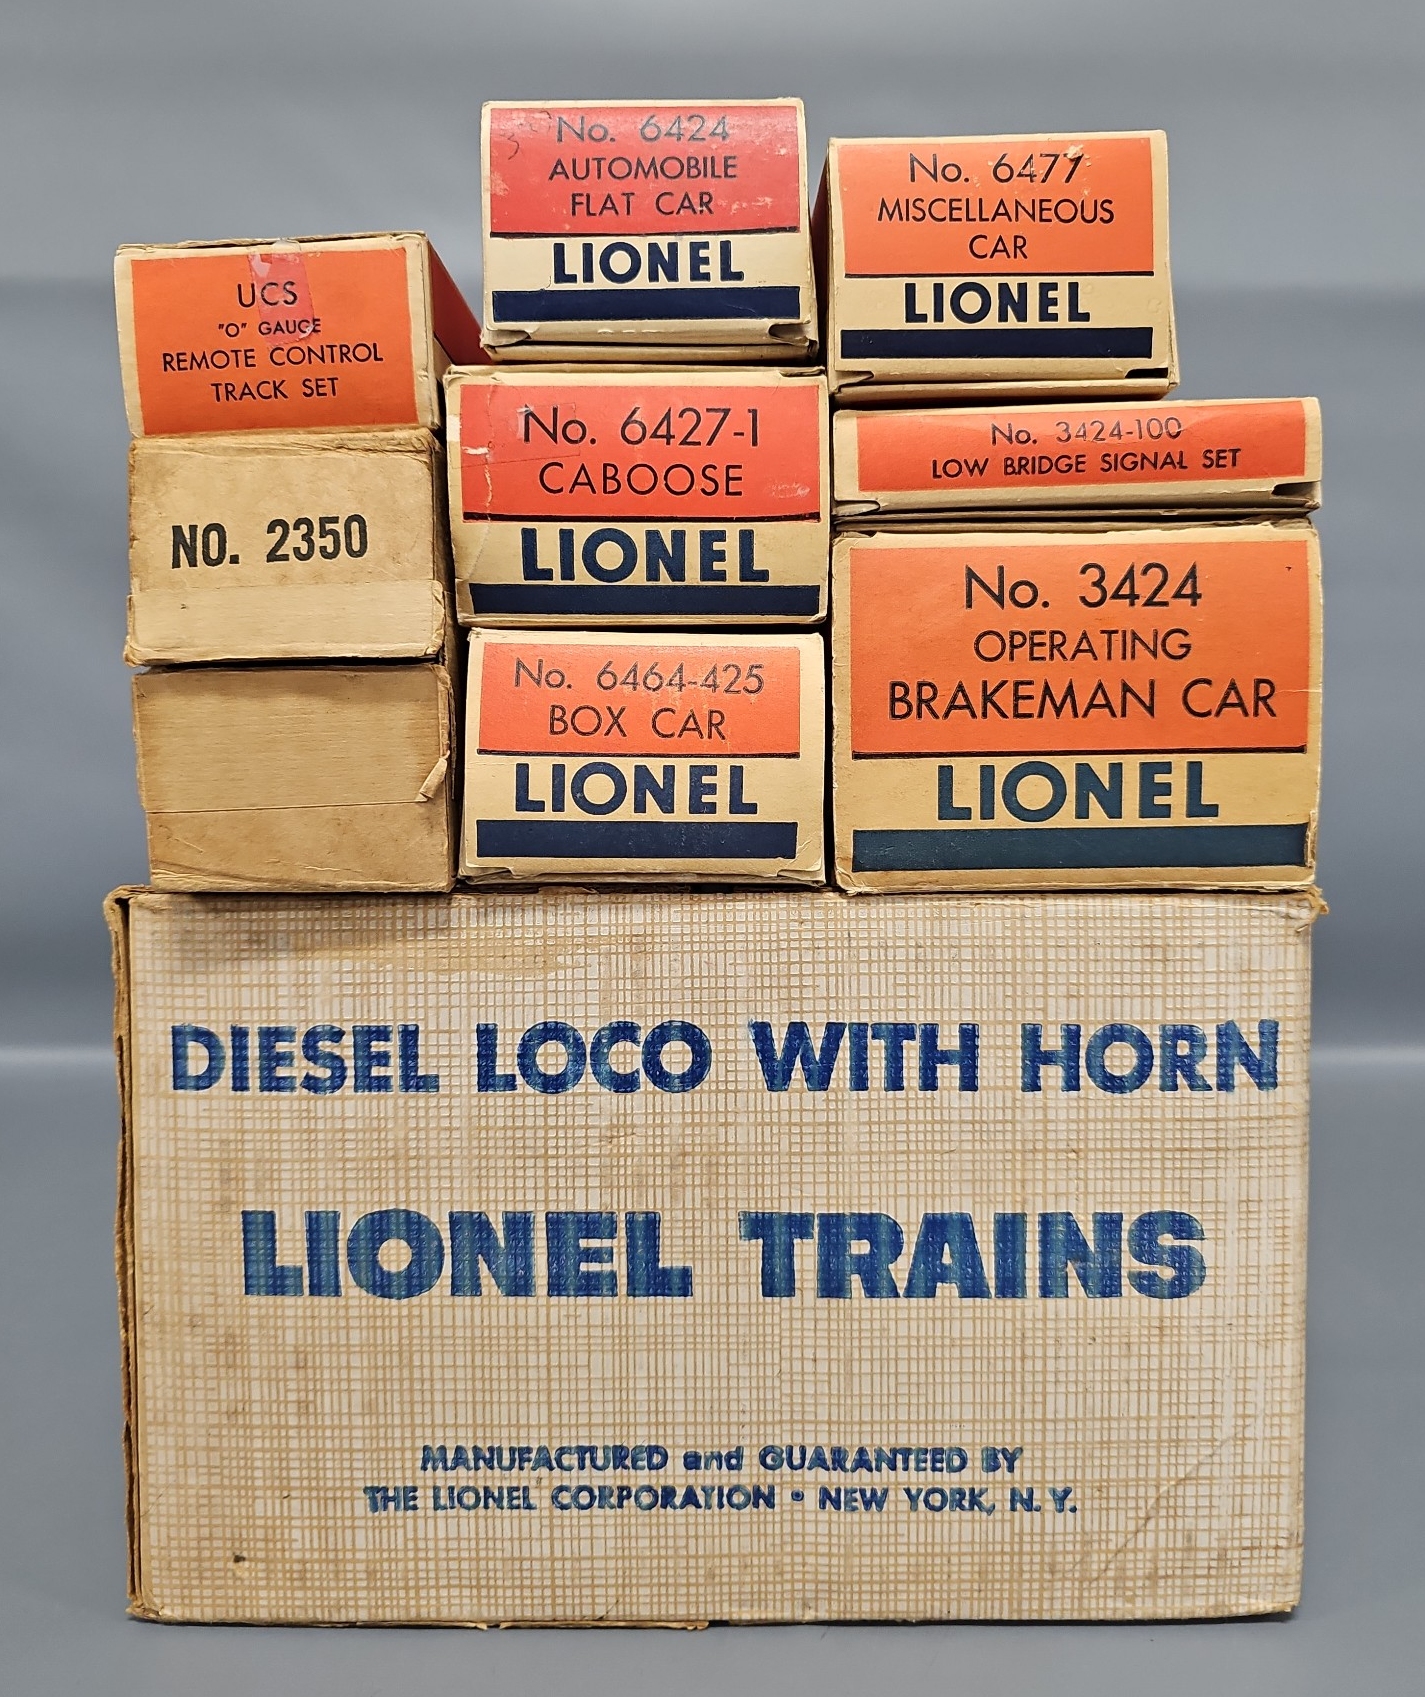 No. 6424
AUTOMOBILE
FLAT CAR
LIONEL
No. 6477
MISCELLANEOUS
CAR
LIONEL
UCS
"O" GAUGE
REMOTE CONTROL
TRACK SET
No. 6427-1
CABOOSE
LIONEL
No. 3424-100
LOW BRIDGE SIGNAL SET
NO. 2350
No. 6464-425
BOX CAR
LIONEL
No. 3424
OPERATING
BRAKEMAN CAR
LIONEL
DIESEL LOCO WITH HORN
LIONEL TRAINS
MANUFACTURED and GUARANTEED BY
THE LIONEL CORPORATION • NEW YORK, N. Y.